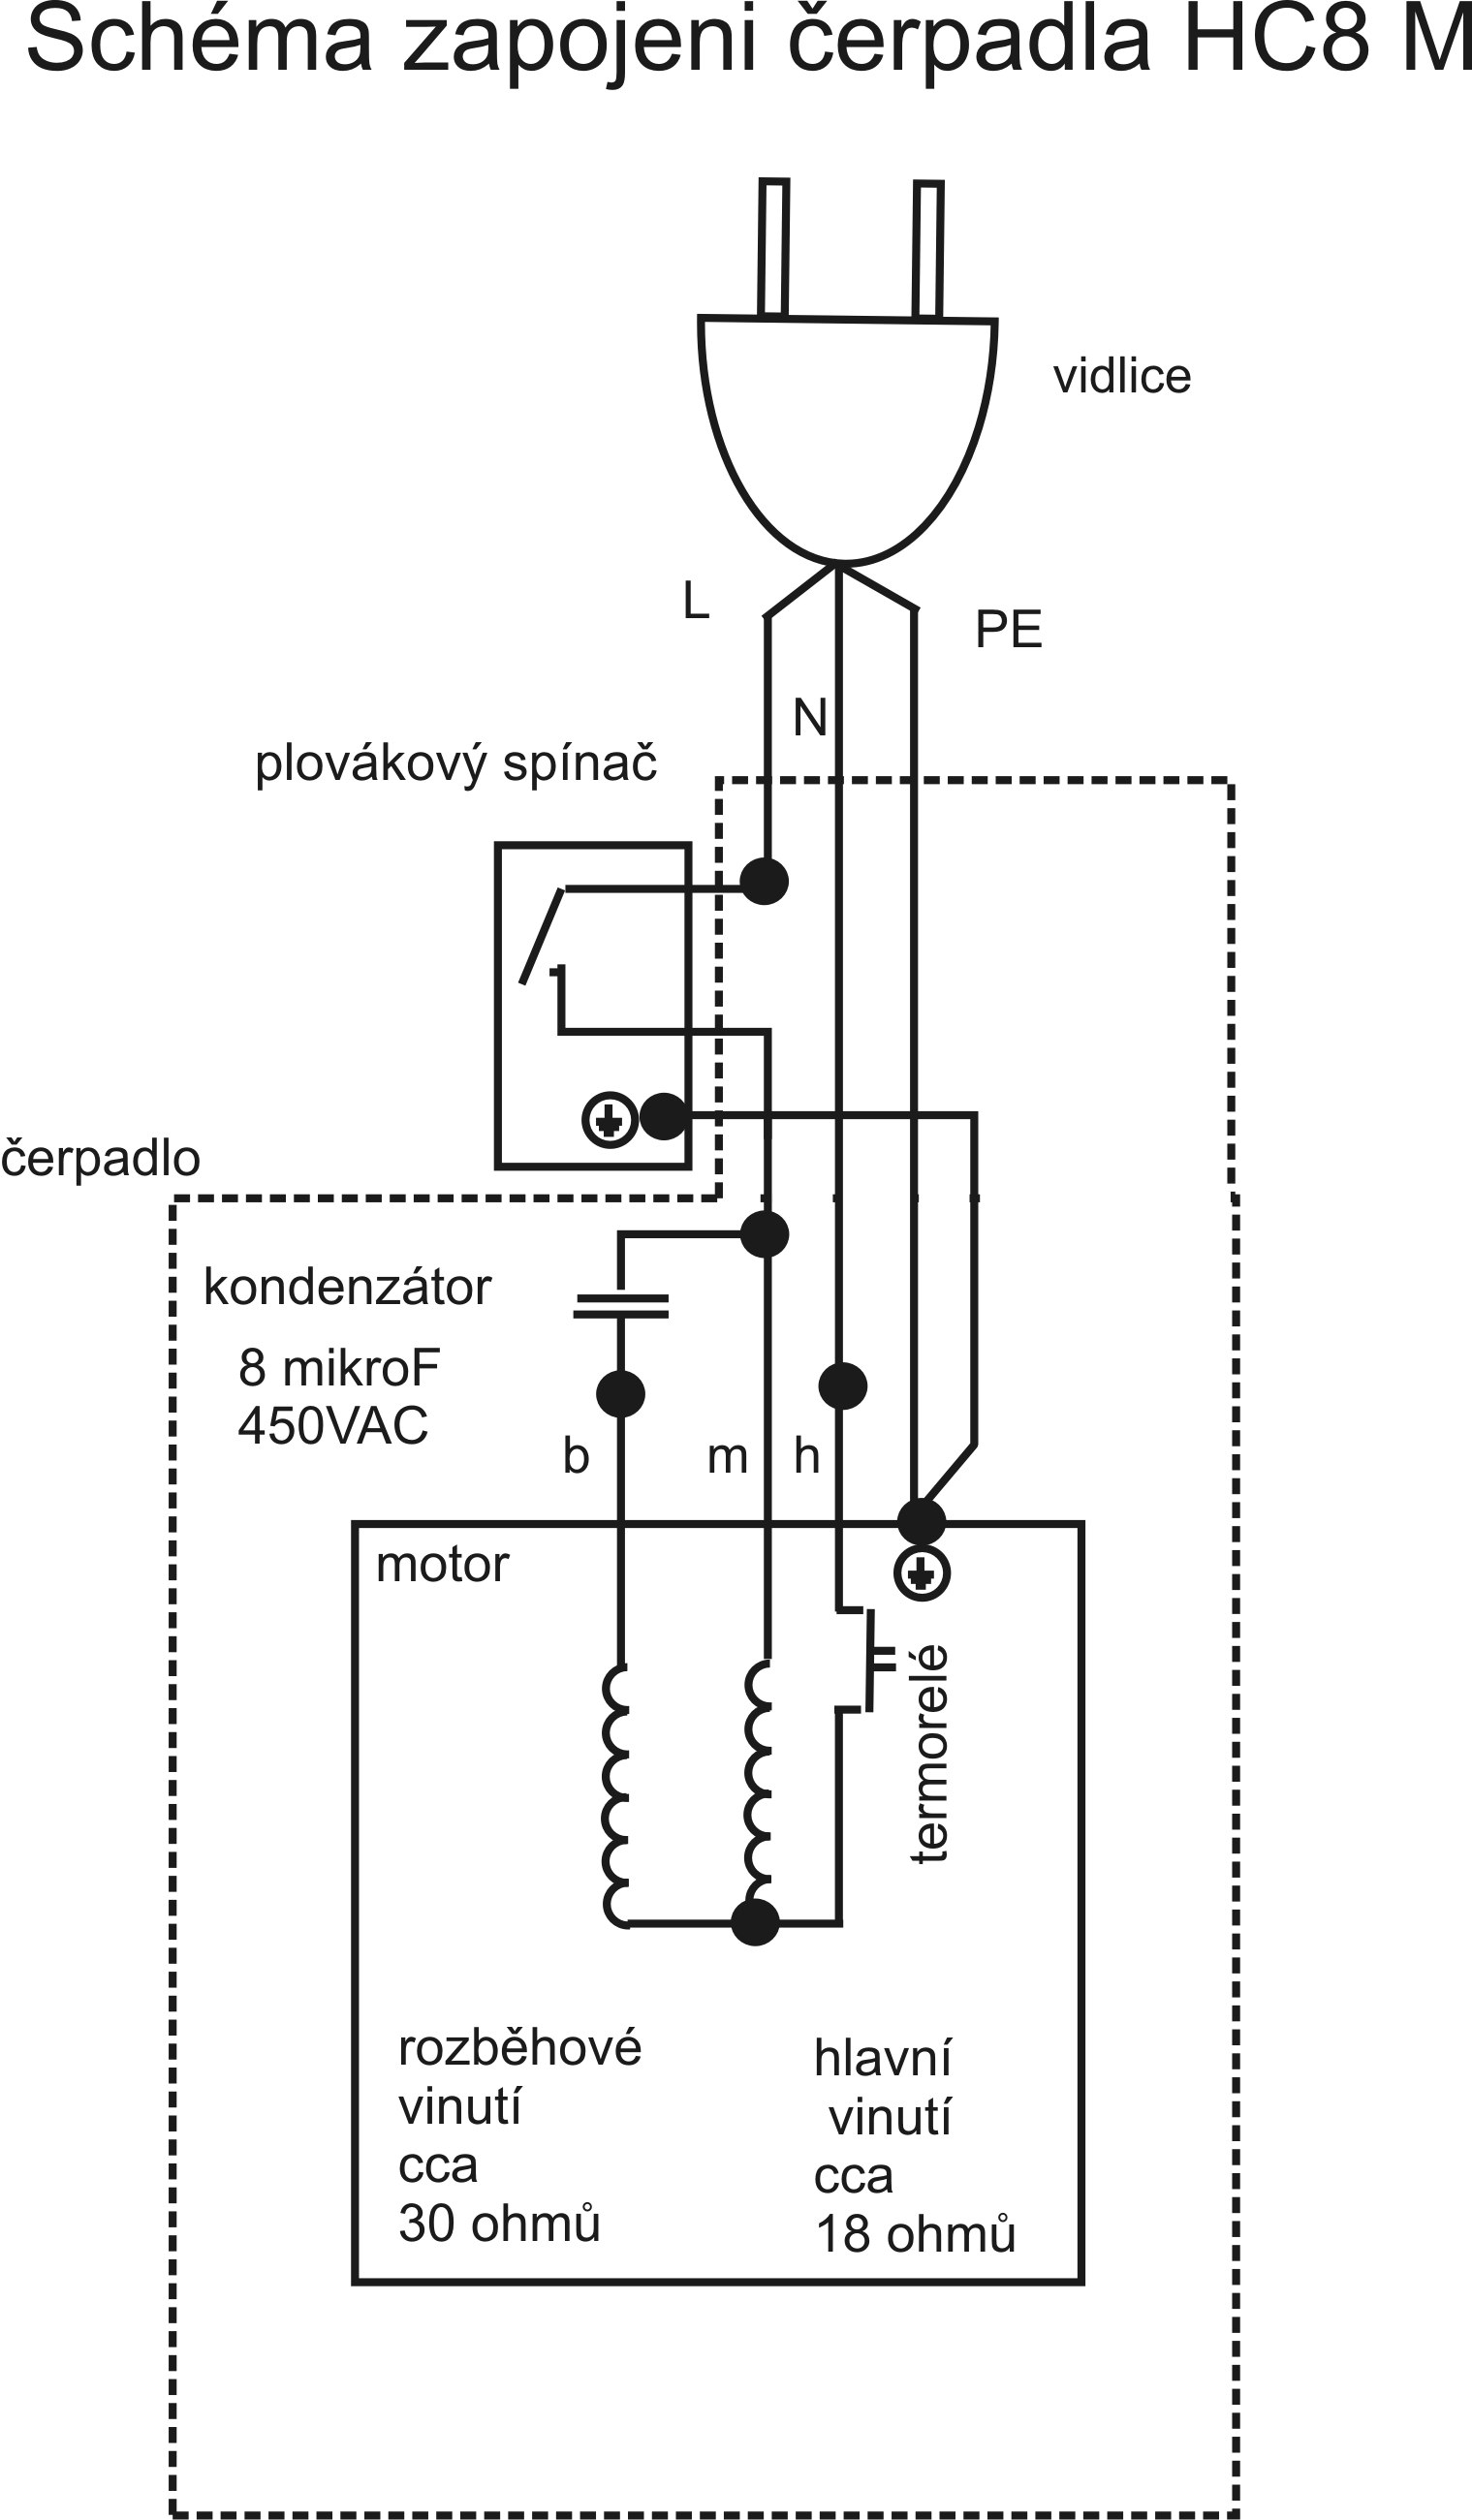 Schéma zapojeni čerpadla HC8 M
vidlice
L
PE
N
plovákový spínač
čerpadlo
kondenzátor
8 mikroF
450VAC
b
m
h
motor
termorelé
rozběhové
vinutí
cca
30 ohmů
hlavní
vinutí
cca
18 ohmů